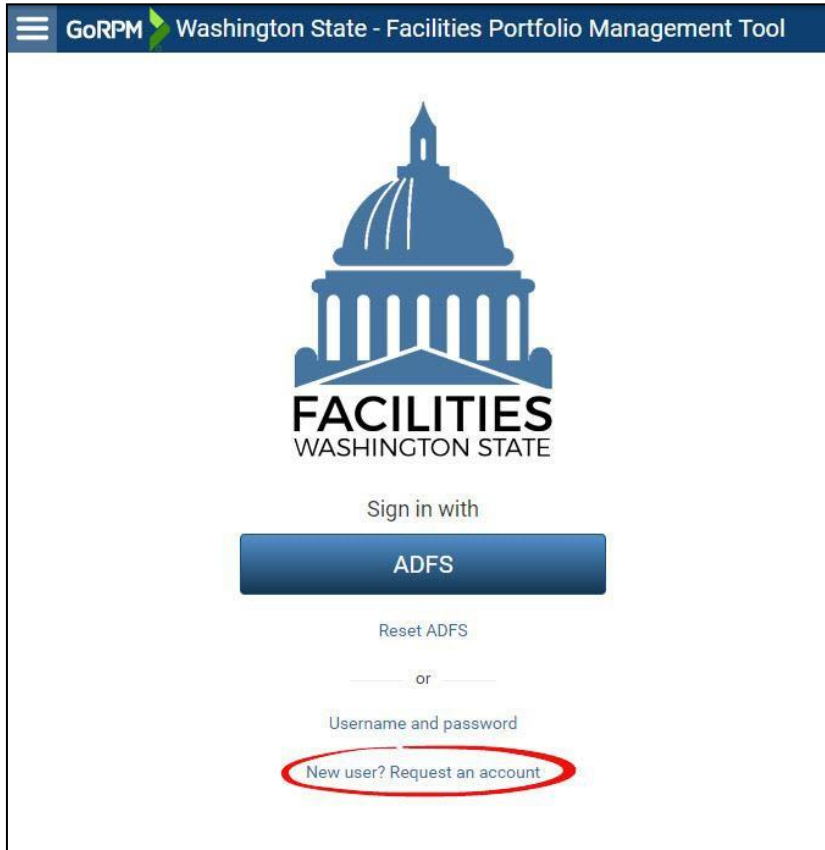 GoRPM Washington State - Facilities Portfolio Management Tool
FACILITIES
WASHINGTON STATE
Sign in with
ADFS
Reset ADFS
or
Username and password
New user? Request an account